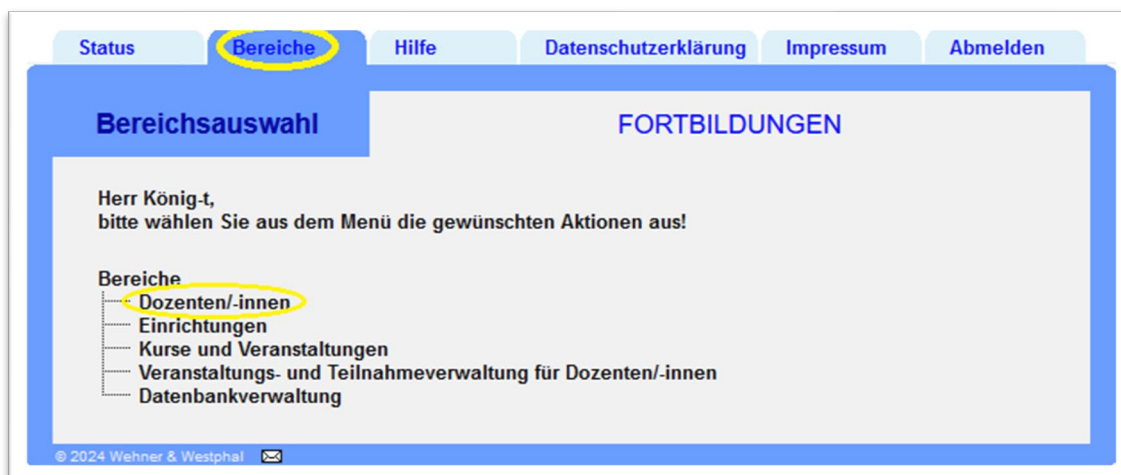 Status Bereiche Hilfe Datenschutzerklärung Impressum Abmelden
Bereichsauswahl FORTBILDUNGEN
Herr König-t,
bitte wählen Sie aus dem Menü die gewünschten Aktionen aus!
Bereiche
Dozenten/-innen
Einrichtungen
Kurse und Veranstaltungen
Veranstaltungs- und Teilnahmeverwaltung für Dozenten/-innen
Datenbankverwaltung
© 2024 Wehner & Westphal